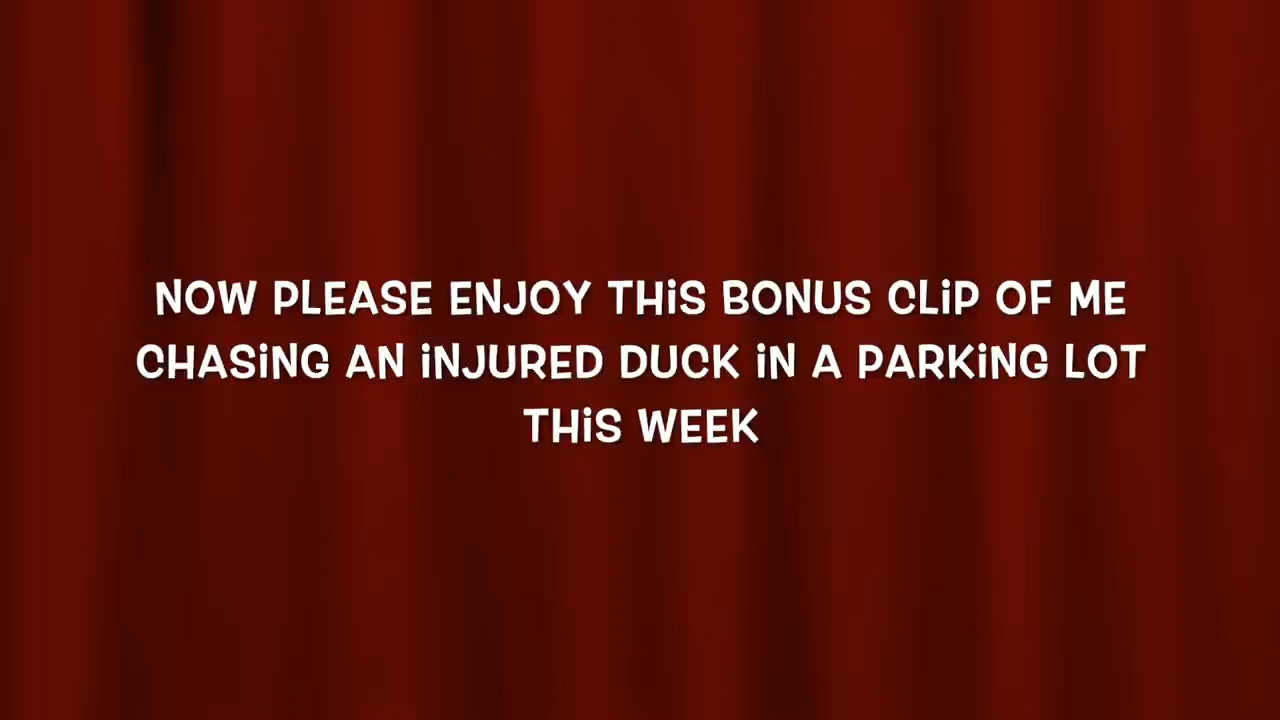 NOW PLEASE ENJOY THiS BONUS CLiP OF ME
CHASiNG AN iNJURED DUCK iN A PARKiNG LOT
THiS WEEK